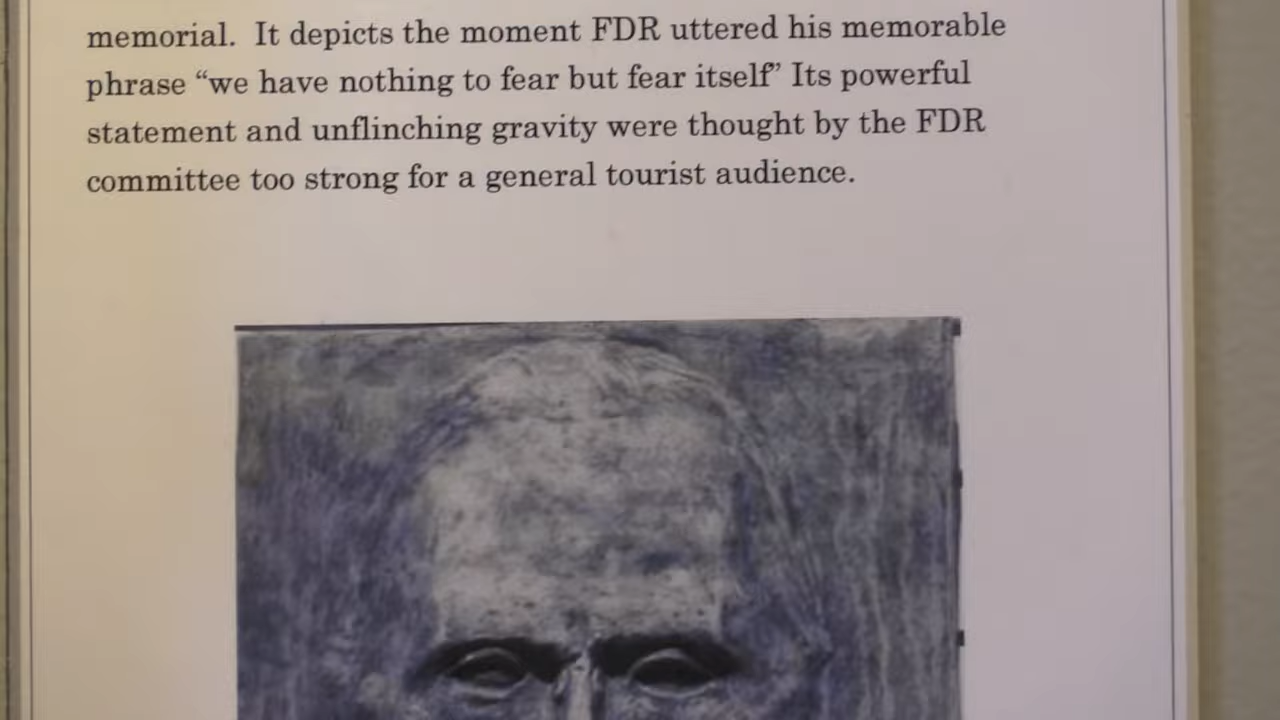 memorial.  It depicts the moment FDR uttered his memorable
phrase “we have nothing to fear but fear itself” Its powerful
statement and unflinching gravity were thought by the FDR
committee too strong for a general tourist audience.